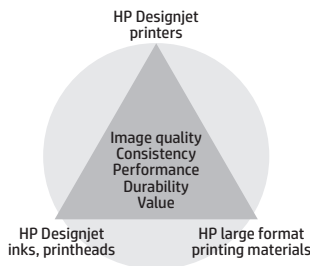 HP Designjet
printers
Image quality
Consistency
Performance
Durability
Value
HP Designjet
inks, printheads
HP large format
printing materials